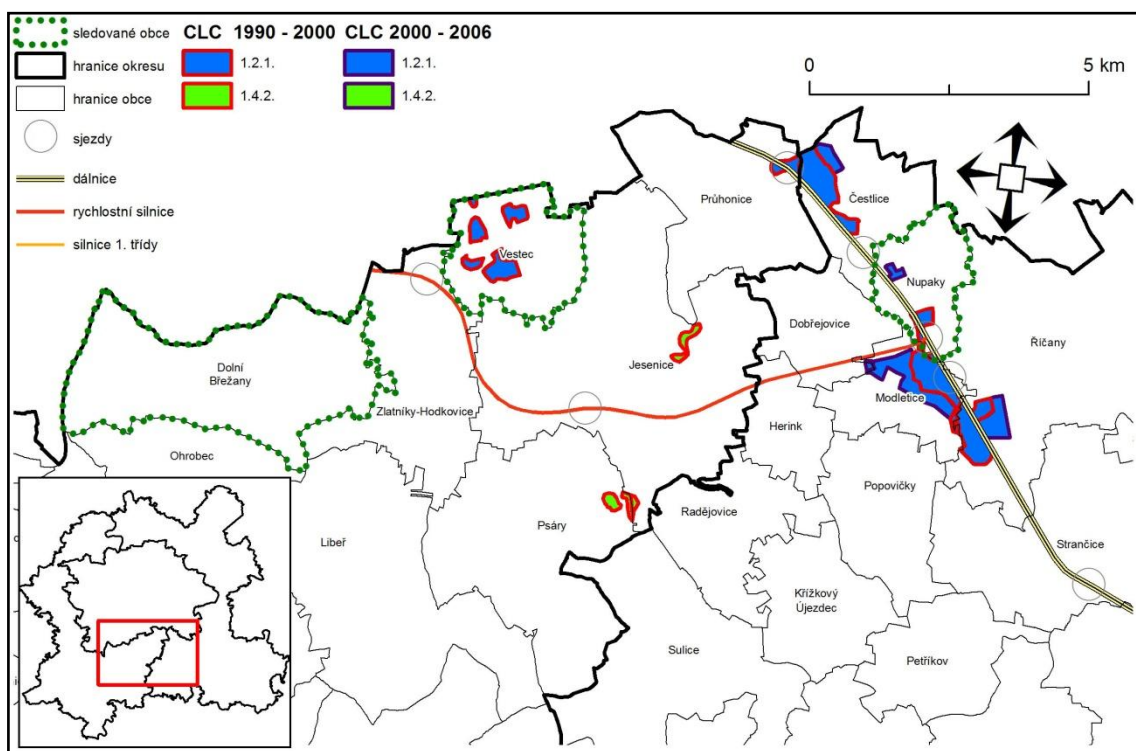 sledované obce
CLC 1990 - 2000
CLC 2000 - 2006
hranice okresu
1.2.1.
1.2.1.
hranice obce
1.4.2.
1.4.2.
sjezdy
dálnice
rychlostní silnice
silnice 1. třídy
0
5 km
Průhonice
Čestlice
Vestec
Nupaky
Dobřejovice
Říčany
Jesenice
Dolní
Břežany
Zlatníky-Hodkovice
Modletice
Herink
Ohrobec
Popovičky
Psáry
Radějovice
Libeř
Strančice
Křížkový
Újezdec
Sulice
Petříkov